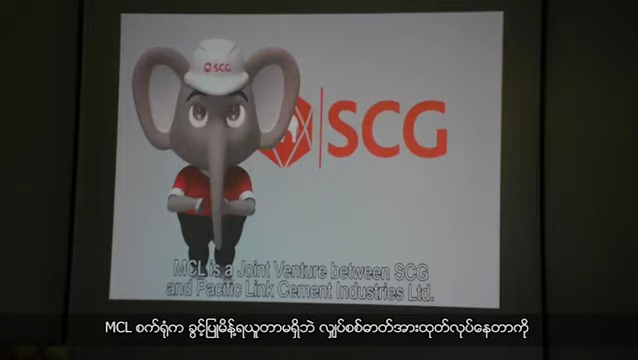 SCG
SCG
MCL is a Joint Venture between SCG
and Pacific Link Cement Industries Ltd.
MCL စက်ရုံက ခွင့်ပြုမိန့်ရယူတာမရှိဘဲ လျှပ်စစ်ဓာတ်အားထုတ်လုပ်နေတာကို